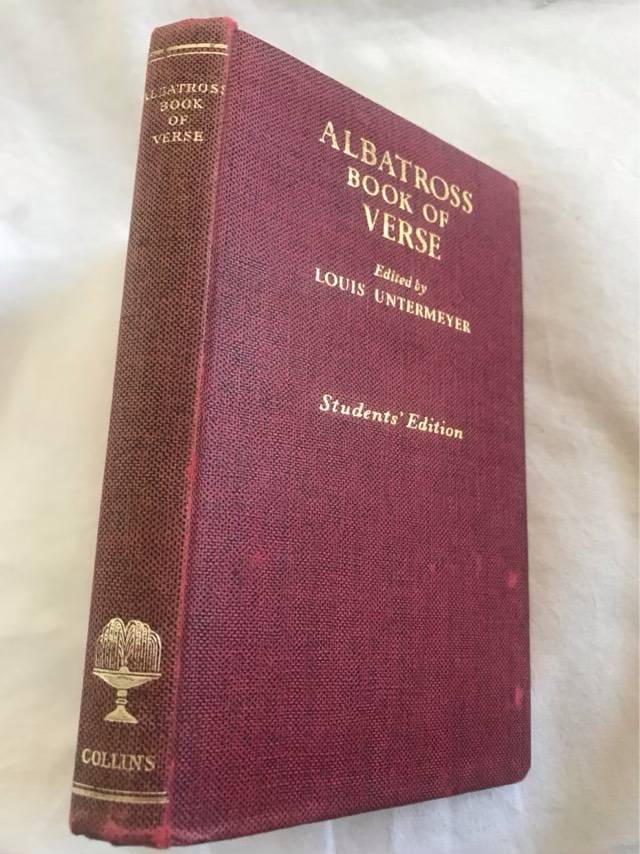 ALBATROSS
BOOK
OF
VERSE
COLLINS
ALBATROSS
BOOK OF
VERSE
Edited by
LOUIS UNTERMEYER
Students' Edition